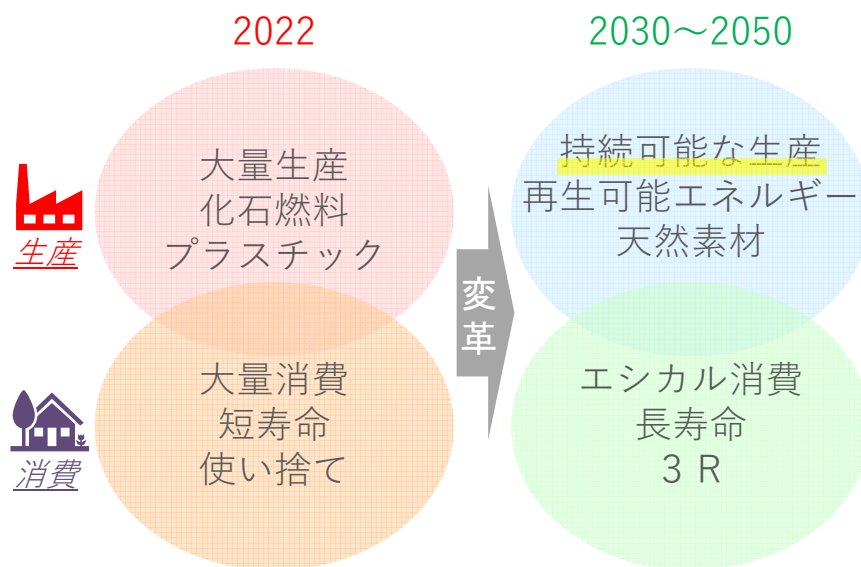 2022
2030～2050
生産
大量生産
化石燃料
プラスチック
持続可能な生産
再生可能エネルギー
天然素材
変革
消費
大量消費
短寿命
使い捨て
エシカル消費
長寿命
３Ｒ